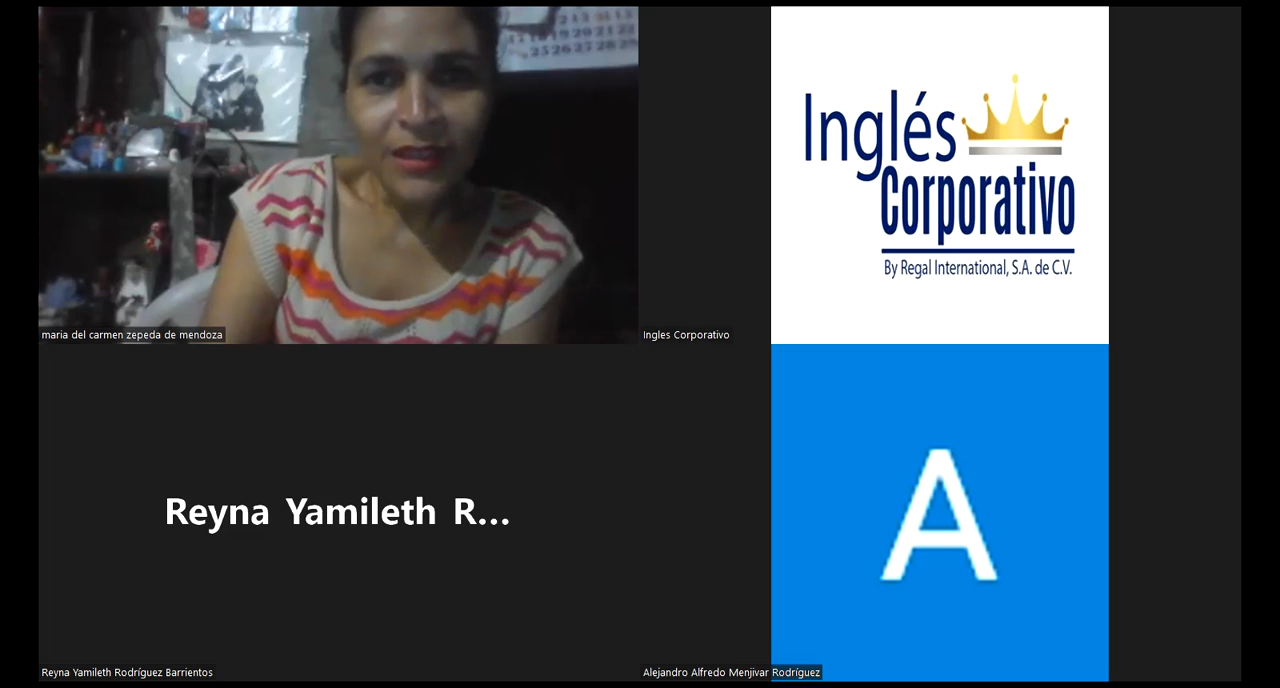 maria del carmen zepeda de mendoza
Inglés
Corporativo
By Regal International, S.A. de C.V.
Ingles Corporativo
Reyna Yamileth R...
Reyna Yamileth Rodríguez Barrientos
A
Alejandro Alfredo Menjivar Rodríguez